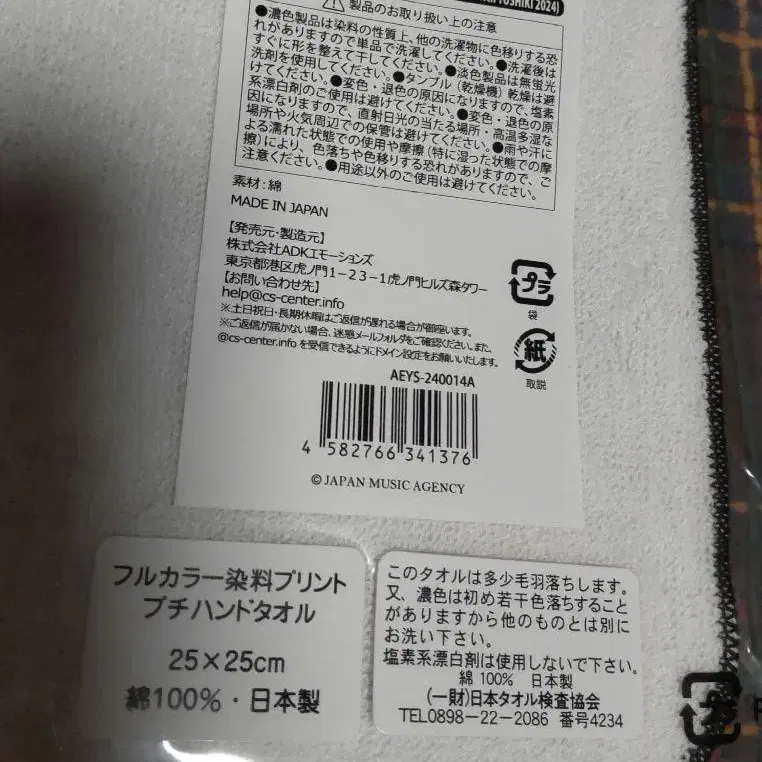 YOSHIKI 2024)
⚠ 製品のお取り扱い上の注意
●濃色製品は染料の性質上、他の洗濯物に色移りする恐
れがありますので単品で洗濯してください。●洗濯後は
すぐに形を整えて干してください。●淡色製品は無蛍光
洗剤を使用してください。●タンブル(乾燥機)乾燥は避
けてください。●変色・退色の原因になりますので、塩素
系漂白剤のご使用は避けてください。●変色・退色の原
因になりますので、直射日光の当たる場所・高温多湿な
場所や火気周辺での保管は避けてください。●雨や汗に
よる濡れた状態での使用や摩擦(特に湿った状態での摩
擦)により、色落ちや色移りする恐れがありますので、ご
注意ください。●用途以外のご使用は避けてください。
素材:綿
MADE IN JAPAN
【発売元・製造元】
株式会社ADKエモーションズ
東京都港区虎ノ門1-23-1虎ノ門ヒルズ森タワー
【お問い合わせ先】
help@cs-center.info
※土日祝日・長期休暇はご返信が遅れる場合が御座います。
※ご返信が届かない場合、迷惑メールフォルダをご確認ください。また、
@cs-center.info を受信できるようにドメイン設定をお願いいたします。
プラ
袋
紙
取説
AEYS-240014A
4 582766 341376
© JAPAN MUSIC AGENCY
フルカラー染料プリント
プチハンドタオル
25×25cm
綿100%・日本製
このタオルは多少毛羽落ちします。
又、濃色は初め若干色落ちすること
がありますから他のものとは別に
お洗い下さい。
塩素系漂白剤は使用しないで下さい。
綿 100% 日本製
(一財)日本タオル検査協会
TEL0898-22-2086 番号4234